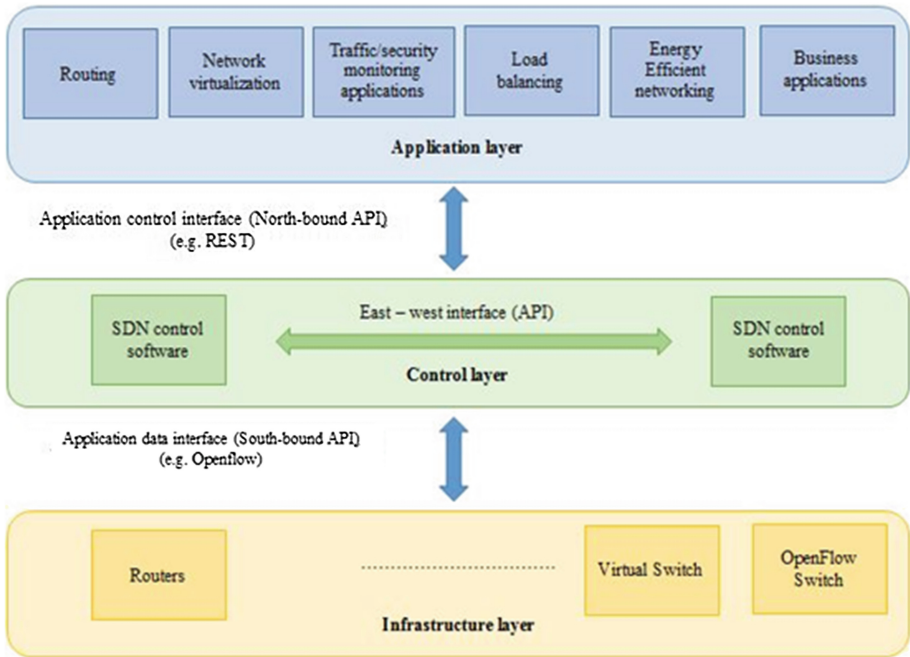 Routing
Network
virtualization
Traffic/security
monitoring
applications
Load
balancing
Energy
Efficient
networking
Business
applications
Application layer
Application control interface (North-bound API)
(e.g. REST)
SDN control
software
East – west interface (API)
SDN control
software
Control layer
Application data interface (South-bound API)
(e.g. Openflow)
Routers
Virtual Switch
OpenFlow
Switch
Infrastructure layer